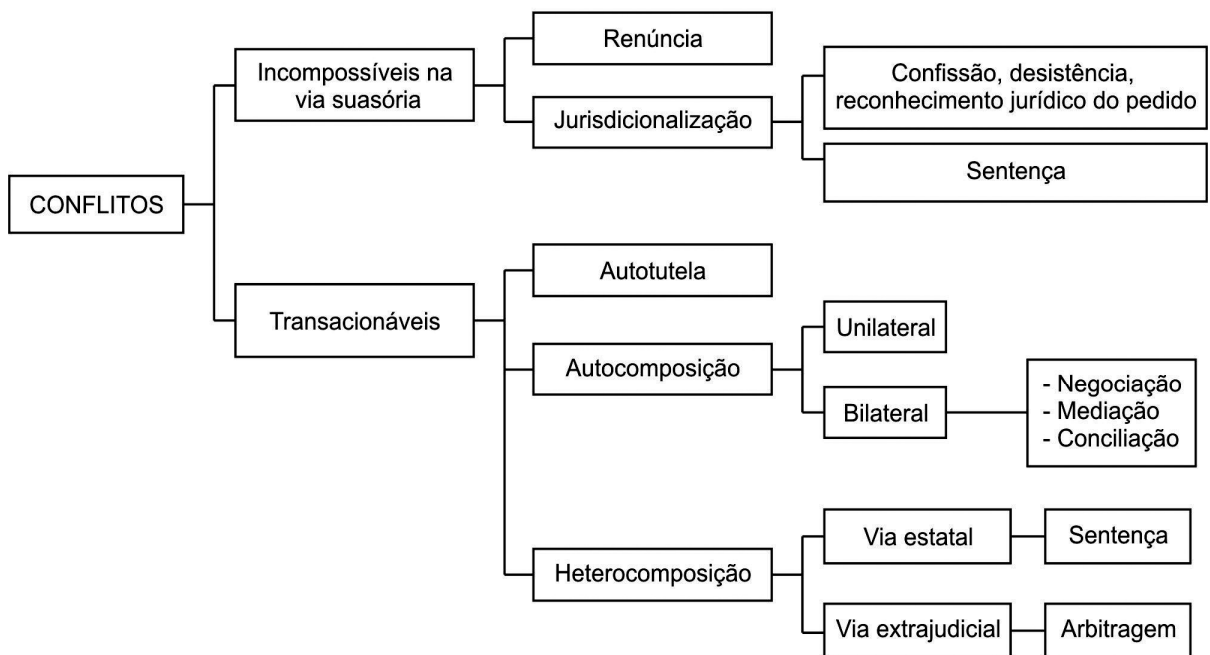 CONFLITOS
Incompossíveis na
via suasória
Renúncia
Jurisdicionalização
Confissão, desistência,
reconhecimento jurídico do pedido
Sentença
Transacionáveis
Autotutela
Autocomposição
Unilateral
Bilateral
- Negociação
- Mediação
- Conciliação
Heterocomposição
Via estatal
Sentença
Via extrajudicial
Arbitragem